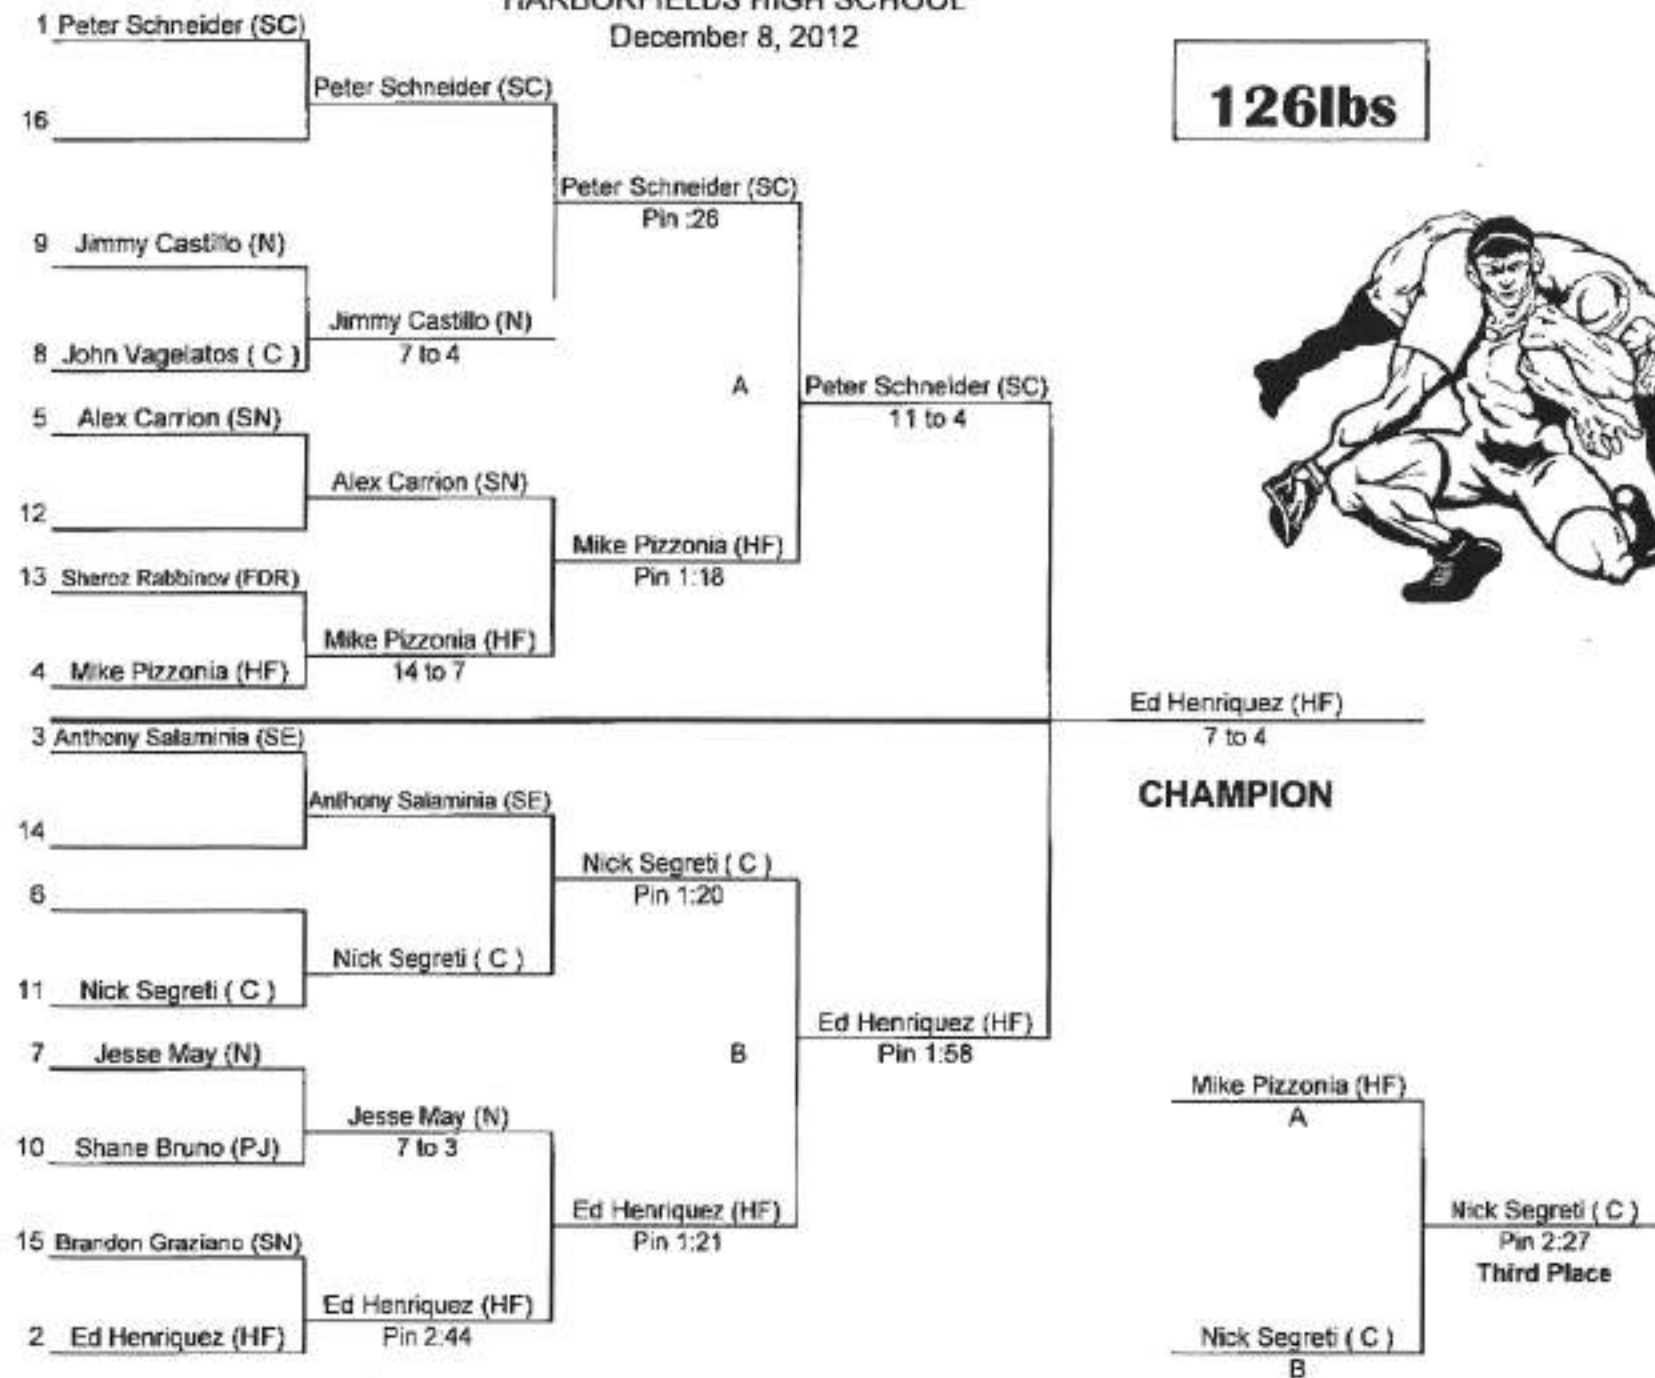 HARBORFIELDS HIGH SCHOOL
December 8, 2012
126lbs
1 Peter Schneider (SC)
16
Peter Schneider (SC)
9 Jimmy Castillo (N)
8 John Vagelatos ( C )
Jimmy Castillo (N)
7 to 4
Peter Schneider (SC)
Pin :26
5 Alex Carrion (SN)
12
Alex Carrion (SN)
13 Sheroz Rabbinov (FOR)
4 Mike Pizzonia (HF)
Mike Pizzonia (HF)
14 to 7
Mike Pizzonia (HF)
Pin 1:18
A
Peter Schneider (SC)
11 to 4
3 Anthony Salaminia (SE)
14
Anthony Salaminia (SE)
6
11 Nick Segreti ( C )
Nick Segreti ( C )
Nick Segreti ( C )
Pin 1:20
7 Jesse May (N)
10 Shane Bruno (PJ)
Jesse May (N)
7 to 3
15 Brandon Graziano (SN)
2 Ed Henriquez (HF)
Ed Henriquez (HF)
Pin 2:44
Ed Henriquez (HF)
Pin 1:21
B
Ed Henriquez (HF)
Pin 1:58
Ed Henriquez (HF)
7 to 4
CHAMPION
Mike Pizzonia (HF)
A
Nick Segreti ( C )
B
Nick Segreti ( C )
Pin 2:27
Third Place